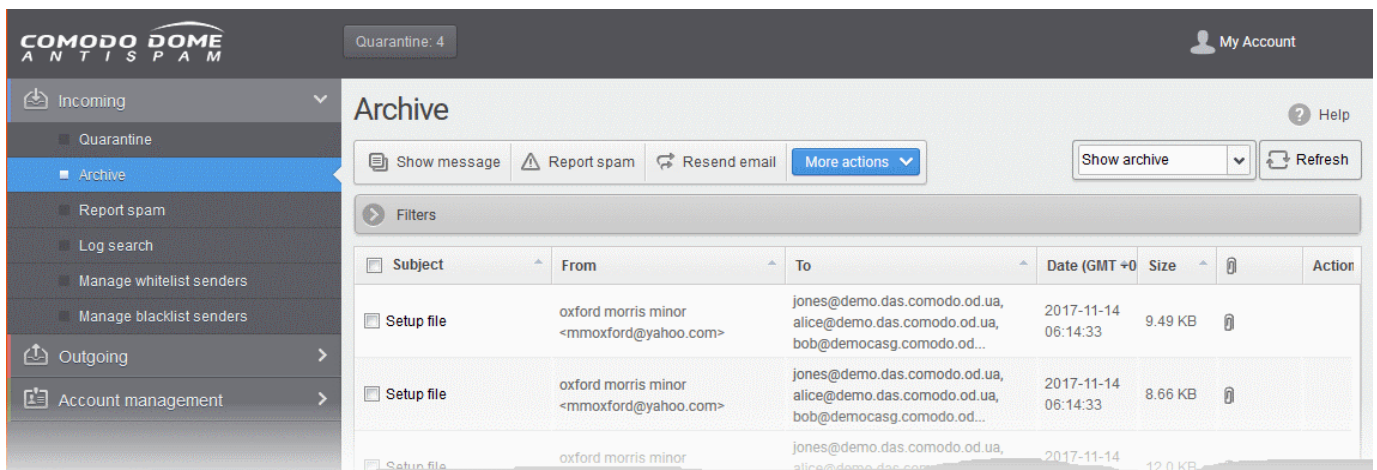 COMODO DOME
ANTISPAM
Quarantine: 4
My Account
Incoming
Quarantine
Archive
Report spam
Log search
Manage whitelist senders
Manage blacklist senders
Outgoing
Account management
Archive
Help
Show message
Report spam
Resend email
More actions
Show archive
Refresh
Filters
Subject
From
To
Date (GMT +0
Size
Action
Setup file
oxford morris minor
<mmoxford@yahoo.com>
jones@demo.das.comodo.od.ua,
alice@demo.das.comodo.od.ua,
bob@democasg.comodo.od...
2017-11-14
06:14:33
9.49 KB
Setup file
oxford morris minor
<mmoxford@yahoo.com>
jones@demo.das.comodo.od.ua,
alice@demo.das.comodo.od.ua,
bob@democasg.comodo.od...
2017-11-14
06:14:33
8.66 KB
Setup file
oxford morris minor
jones@demo.das.comodo.od.ua,
2017-11-14
12.0 KB